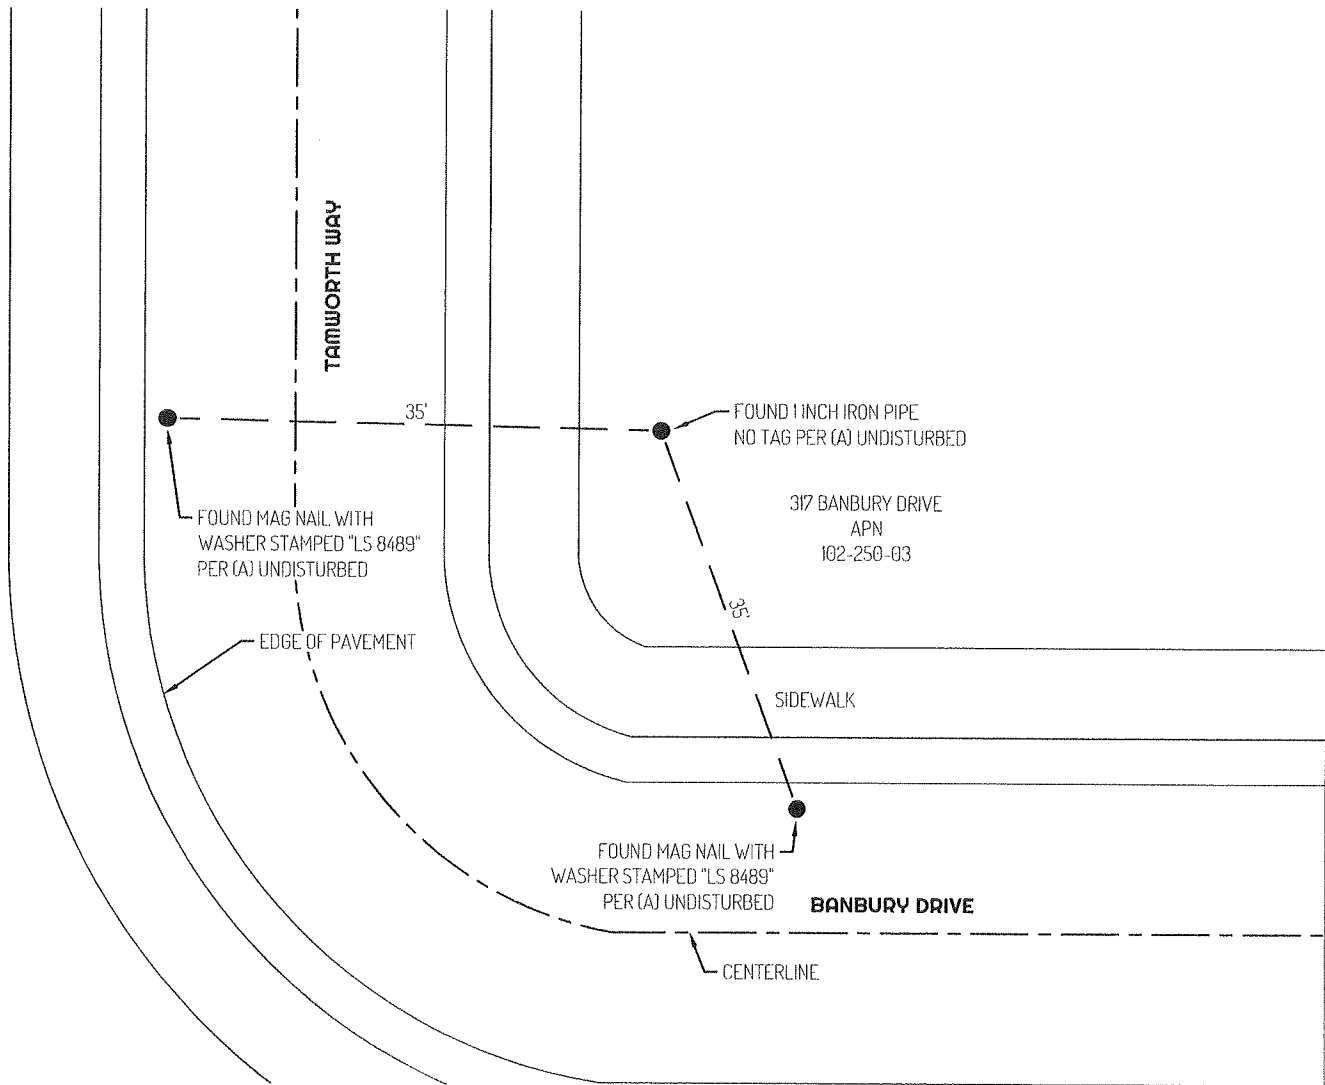 TAMWORTH WAY
35'
FOUND 1 INCH IRON PIPE
NO TAG PER (A) UNDISTURBED
317 BANBURY DRIVE
APN
102-250-03
FOUND MAG NAIL WITH
WASHER STAMPED "LS 8489"
PER (A) UNDISTURBED
35'
EDGE OF PAVEMENT
SIDEWALK
FOUND MAG NAIL WITH
WASHER STAMPED "LS 8489"
PER (A) UNDISTURBED
BANBURY DRIVE
CENTERLINE